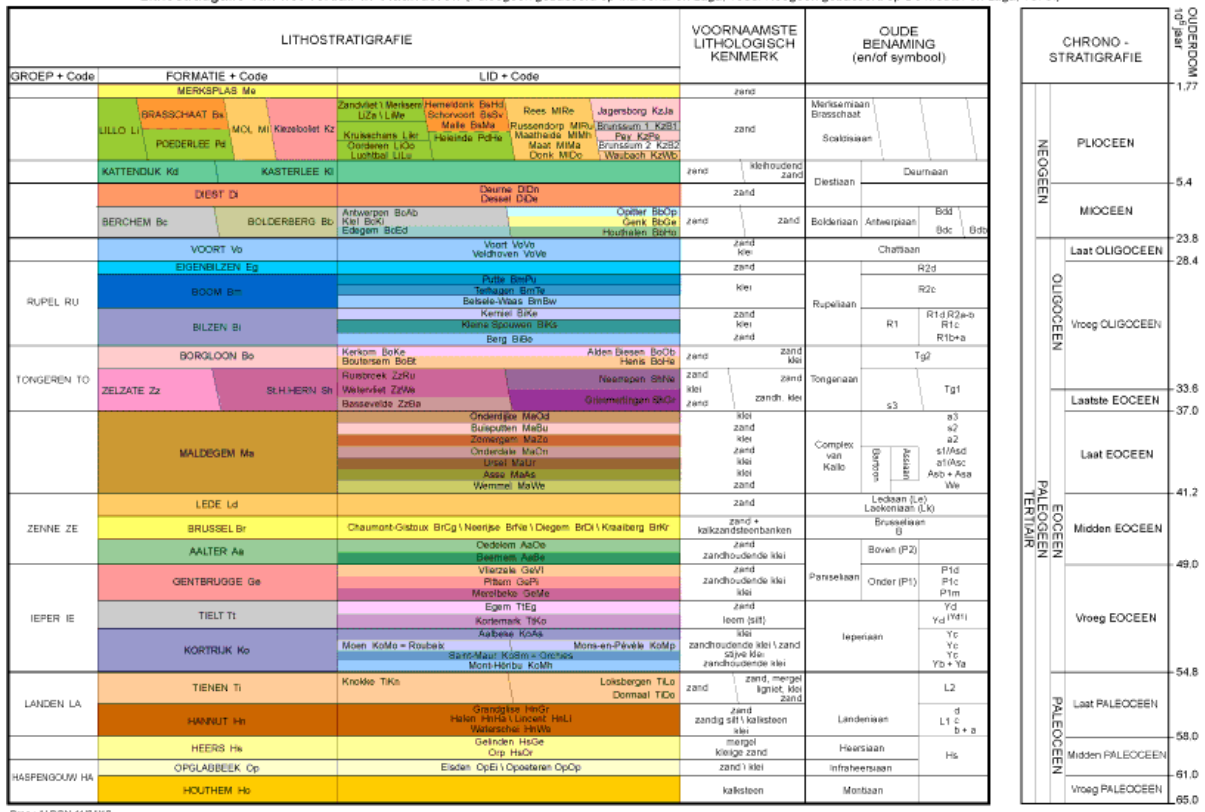 LITHOSTRATIGRAFIE
VOORNAAMSTE
LITHOLOGISCH
KENMERK
OUDE
BENAMING
(en/of symbool)
GROEP + Code
FORMATIE + Code
LID + Code
MERKSPLAS Me
zand
LILLO Li
BRASSCHAAT Bs
POEDERLEE Pd
MOL Ml
Kiezeloöliet Kz
Zandvliet \ Merksem
LiZa \ LiMe
Kruisschans LiKr
Oorderen LiOo
Luchtbal LiLu
Hemeldonk BsHd
Schorvoort BsSv
Malle BsMa
Heieinde PdHe
Rees MlRe
Russendorp MlRu
Maatheide MlMh
Maat MlMa
Donk MlDo
Jagersborg KzJa
Brunssum 1 KzB1
Pey KzPe
Brunssum 2 KzB2
Waubach KzWb
zand
Merksemiaan
Brasschaat
Scaldisiaan
KATTENDIJK Kd
KASTERLEE Kl
zand
kleihoudend
zand
Diestiaan
Deurniaan
DIEST Di
Deurne DiDn
Dessel DiDe
zand
BERCHEM Bc
BOLDERBERG Bb
Antwerpen BcAb
Kiel BcKi
Edegem BcEd
Opitter BbOp
Genk BbGe
Houthalen BbHo
zand
zand
Bolderiaan
Antwerpiaan
Bdd
Bdc
Bdb
VOORT Vo
Voort VoVo
Veldhoven VoVe
zand
klei
Chattiaan
RUPEL RU
EIGENBILZEN Eg
zand
R2d
BOOM Bm
Putte BmPu
Terhagen BmTe
Belsele-Waas BmBw
klei
Rupeliaan
R2c
BILZEN Bi
Kerniel BiKe
Kleine Spouwen BiKs
Berg BiBe
zand
klei
zand
R1
R1d R2a-b
R1c
R1b+a
TONGEREN TO
BORGLOON Bo
Kerkom BoKe
Boutersem BoBt
Alden Biesen BoOb
Henis BoHe
zand
zand
klei
Tg2
ZELZATE Zz
St.H.HERN Sh
Ruisbroek ZzRu
Watervliet ZzWa
Bassevelde ZzBa
Neerrepen ShNe
Grimmertingen ShGr
zand
klei
zand
zand
zandh. klei
Tongeriaan
Tg1
s3
MALDEGEM Ma
Onderdijke MaOd
Buisputten MaBu
Zomergem MaZo
Onderdale MaOn
Ursel MaUr
Asse MaAs
Wemmel MaWe
klei
zand
klei
zand
klei
klei
zand
Complex
van
Kallo
Bartoon
Assiaan
a3
s2
a2
s1/Asd
a1/Asc
Asb + Asa
We
ZENNE ZE
LEDE Ld
zand
Lediaan (Le)
Laekeniaan (Lk)
BRUSSEL Br
Chaumont-Gistoux BrCg \ Neerijse BrNe \ Diegem BrDi \ Kraaiberg BrKr
zand +
kalkzandsteenbanken
Brusseliaan
B
AALTER Aa
Oedelem AaOe
Beernem AaBe
zand
zandhoudende klei
Paniseliaan
Boven (P2)
IEPER IE
GENTBRUGGE Ge
Vlierzele GeVl
Pittem GePi
Merelbeke GeMe
zand
zandhoudende klei
klei
Onder (P1)
P1d
P1c
P1m
TIELT Tt
Egem TtEg
Kortemark TtKo
zand
leem (silt)
Ieperiaan
Yd
Yd (Yd1)
KORTRIJK Ko
Aalbeke KoAa
Moen KoMo = Roubaix
Mons-en-Pévèle KoMp
Saint-Maur KoSm = Orchies
Mont-Héribu KoMh
klei
zandhoudende klei \ zand
stijve klei
zandhoudende klei
Yc
Yc
Yc
Yb + Ya
LANDEN LA
TIENEN Ti
Knokke TiKn
Loksbergen TiLo
Dormaal TiDo
zand
zand, mergel
ligniet, klei
zand
L2
HANNUT Hn
Grandglise HnGr
Halen HnHa \ Lincent HnLi
Waterschei HnWa
zand
zandig silt \ kalksteen
klei
Landeniaan
L1
d
c
b + a
HEERS Hs
Gelinden HsGe
Orp HsOr
mergel
kleiige zand
Heersiaan
Hs
HASPENGOUW HA
OPGLABBEEK Op
Eisden OpEi \ Opoeteren OpOp
zand \ klei
Infraheersiaan
HOUTHEM Ho
kalksteen
Montiaan
CHRONO -
STRATIGRAFIE
OUDERDOM
10⁶ jaar
TERTIAIR
NEOGEEN
PALEOGEEN
OLIGOCEEN
EOCEEN
PALEOCEEN
1.77
PLIOCEEN
5.4
MIOCEEN
23.8
Laat OLIGOCEEN
28.4
Vroeg OLIGOCEEN
33.6
Laatste EOCEEN
37.0
Laat EOCEEN
41.2
Midden EOCEEN
49.0
Vroeg EOCEEN
54.8
Laat PALEOCEEN
58.0
Midden PALEOCEEN
61.0
Vroeg PALEOCEEN
65.0